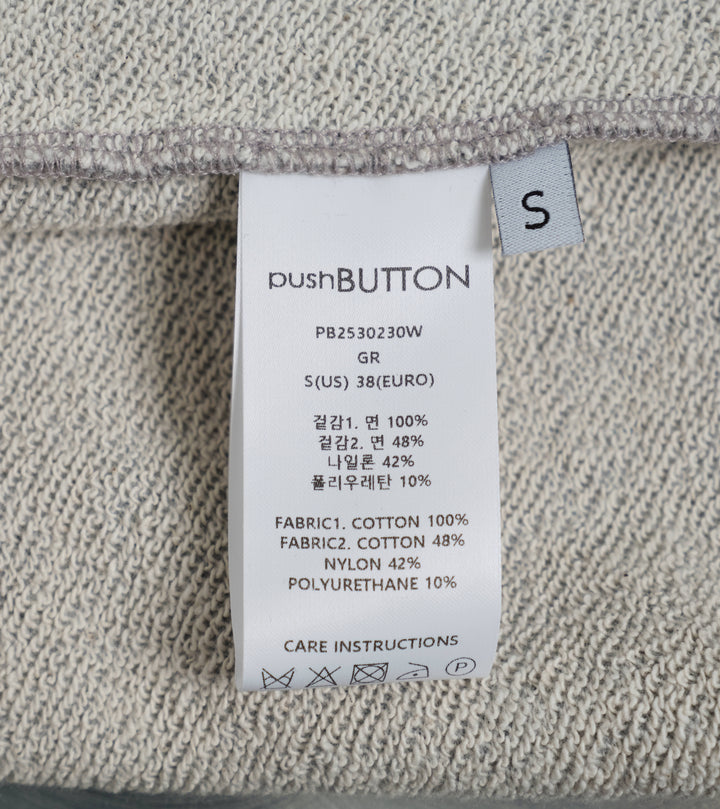 S
pushBUTTON
PB2530230W
GR
S(US) 38(EURO)
겉감1. 면 100%
겉감2. 면 48%
나일론 42%
폴리우레탄 10%
FABRIC1. COTTON 100%
FABRIC2. COTTON 48%
NYLON 42%
POLYURETHANE 10%
CARE INSTRUCTIONS
P